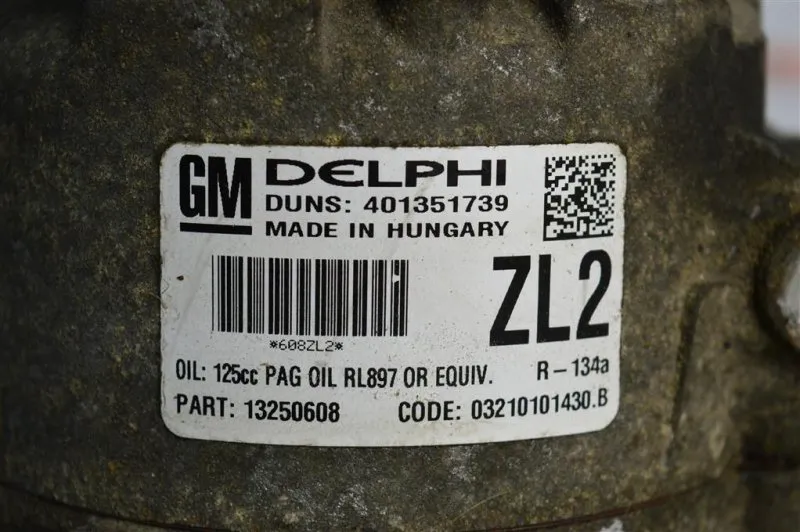 GM DELPHI
DUNS: 401351739
MADE IN HUNGARY
ZL2
*608ZL2*
OIL: 125cc PAG OIL RL897 OR EQUIV. R-134a
PART: 13250608 CODE: 03210101430.B